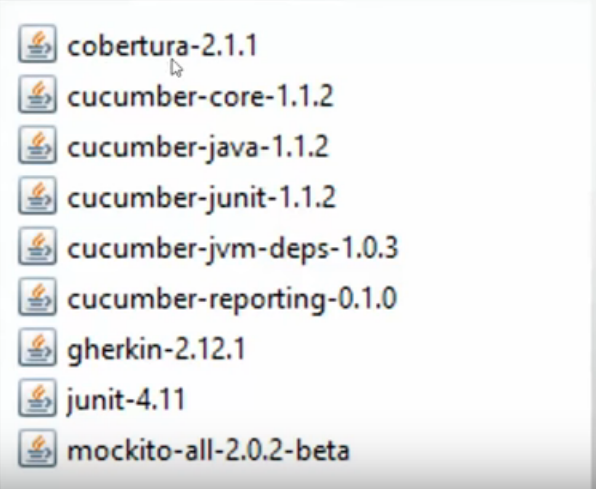 cobertura-2.1.1
cucumber-core-1.1.2
cucumber-java-1.1.2
cucumber-junit-1.1.2
cucumber-jvm-deps-1.0.3
cucumber-reporting-0.1.0
gherkin-2.12.1
junit-4.11
mockito-all-2.0.2-beta